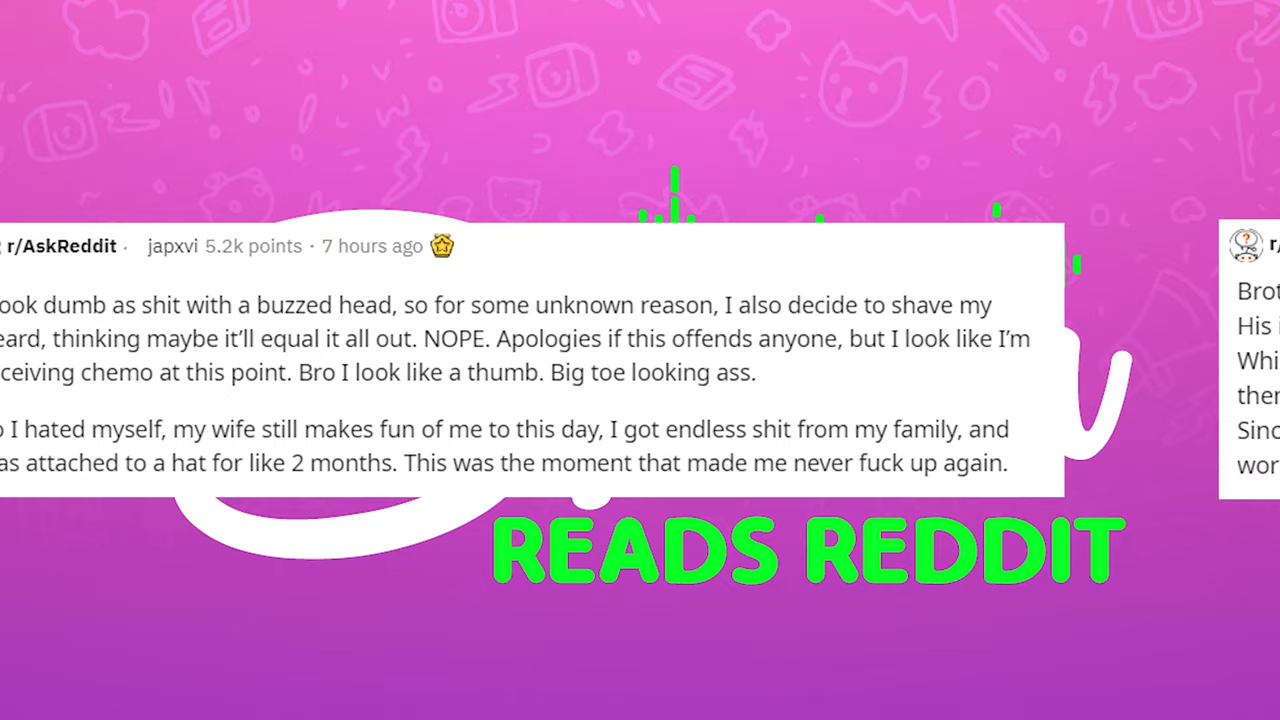 r/AskReddit · japxvi 5.2k points · 7 hours ago
ook dumb as shit with a buzzed head, so for some unknown reason, I also decide to shave my
eard, thinking maybe it’ll equal it all out. NOPE. Apologies if this offends anyone, but I look like I’m
ceiving chemo at this point. Bro I look like a thumb. Big toe looking ass.
o I hated myself, my wife still makes fun of me to this day, I got endless shit from my family, and
as attached to a hat for like 2 months. This was the moment that made me never fuck up again.
r/
Brot
His i
Whi
ther
Sinc
wor
READS REDDIT